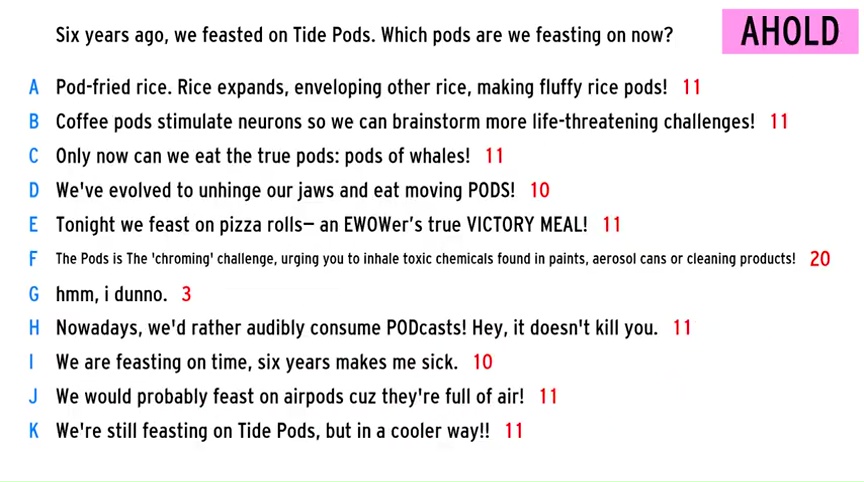 Six years ago, we feasted on Tide Pods. Which pods are we feasting on now?
AHOLD
A Pod-fried rice. Rice expands, enveloping other rice, making fluffy rice pods! 11
B Coffee pods stimulate neurons so we can brainstorm more life-threatening challenges! 11
C Only now can we eat the true pods: pods of whales! 11
D We've evolved to unhinge our jaws and eat moving PODS! 10
E Tonight we feast on pizza rolls— an EWOWer's true VICTORY MEAL! 11
F The Pods is The 'chroming' challenge, urging you to inhale toxic chemicals found in paints, aerosol cans or cleaning products! 20
G hmm, i dunno. 3
H Nowadays, we'd rather audibly consume PODcasts! Hey, it doesn't kill you. 11
I We are feasting on time, six years makes me sick. 10
J We would probably feast on airpods cuz they're full of air! 11
K We're still feasting on Tide Pods, but in a cooler way!! 11